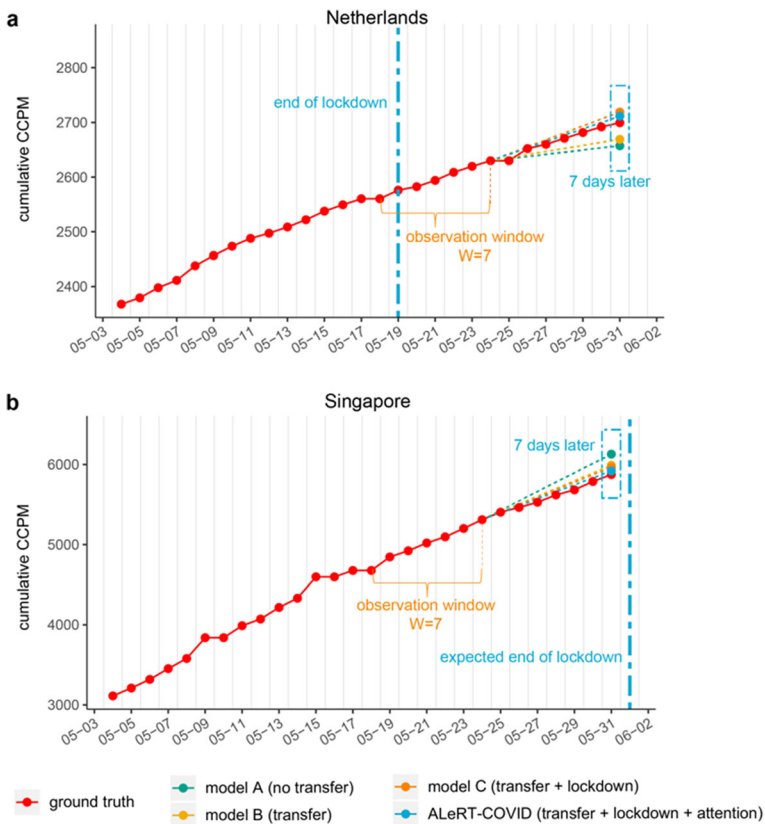 a
Netherlands
cumulative CCPM
2800
2700
2600
2500
2400
end of lockdown
7 days later
observation window
W=7
05-03
05-05
05-07
05-09
05-11
05-13
05-15
05-17
05-19
05-21
05-23
05-25
05-27
05-29
05-31
06-02
b
Singapore
cumulative CCPM
6000
5000
4000
3000
7 days later
observation window
W=7
expected end of lockdown
05-03
05-05
05-07
05-09
05-11
05-13
05-15
05-17
05-19
05-21
05-23
05-25
05-27
05-29
05-31
06-02
ground truth
model A (no transfer)
model B (transfer)
model C (transfer + lockdown)
ALeRT-COVID (transfer + lockdown + attention)